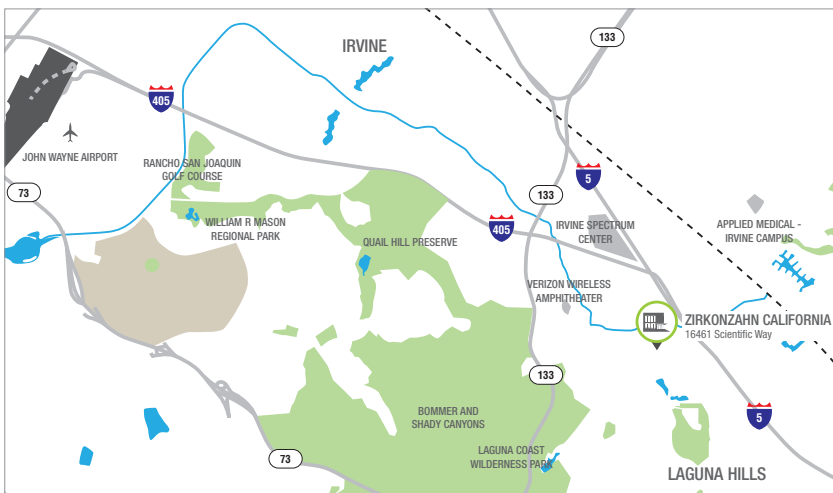 133
IRVINE
405
JOHN WAYNE AIRPORT
RANCHO SAN JOAQUIN
GOLF COURSE
73
5
133
WILLIAM R MASON
REGIONAL PARK
QUAIL HILL PRESERVE
405
IRVINE SPECTRUM
CENTER
APPLIED MEDICAL -
IRVINE CAMPUS
VERIZON WIRELESS
AMPHITHEATER
ZIRKONZAHN CALIFORNIA
16461 Scientific Way
133
BOMMER AND
SHADY CANYONS
5
73
LAGUNA COAST
WILDERNESS PARK
LAGUNA HILLS